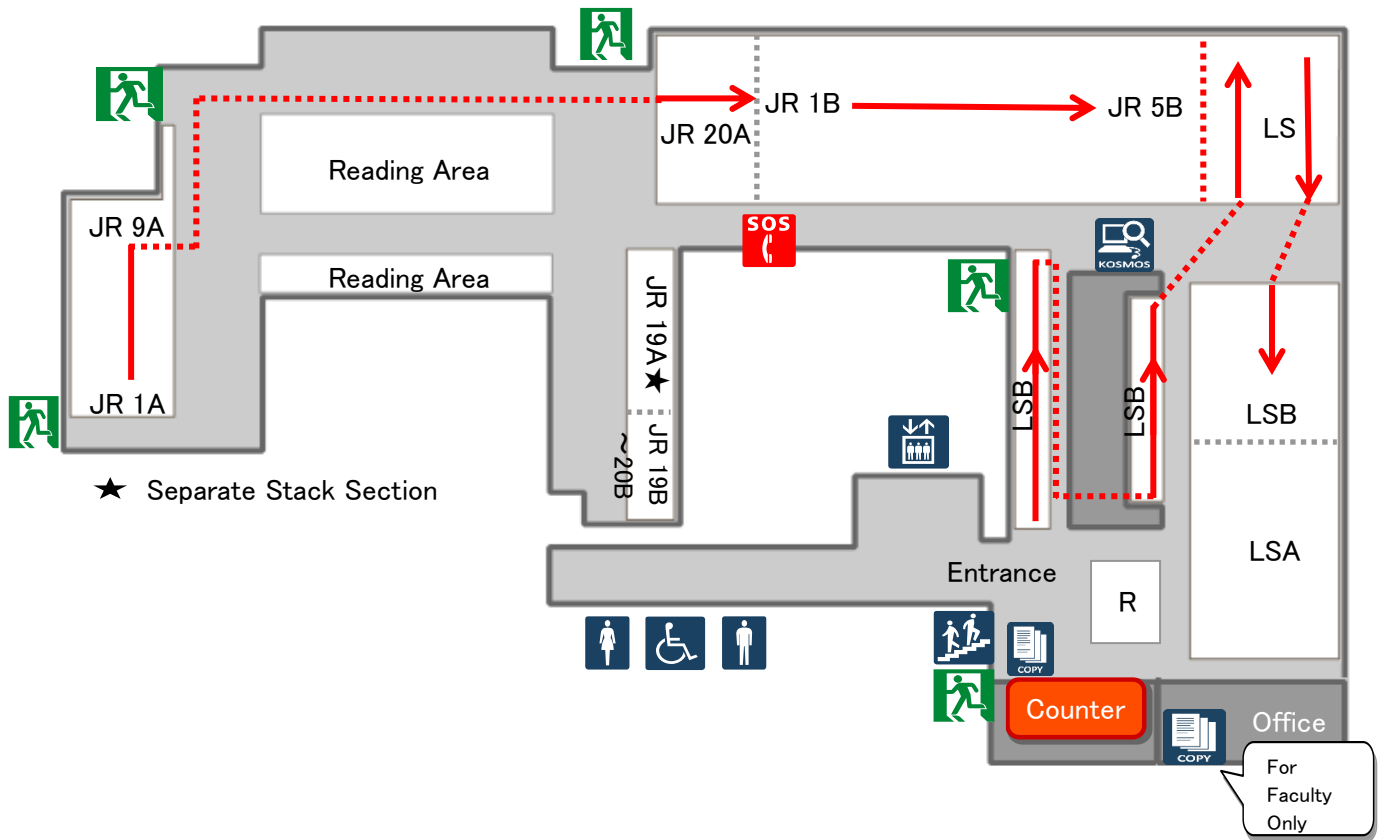 JR 20A
JR 1B
JR 5B
LS
Reading Area
JR 9A
SOS
KOSMOS
Reading Area
JR 19A★
JR 1A
LSB
LSB
LSB
JR 19B
～20B
★ Separate Stack Section
LSA
Entrance
R
COPY
Counter
Office
COPY
For
Faculty
Only